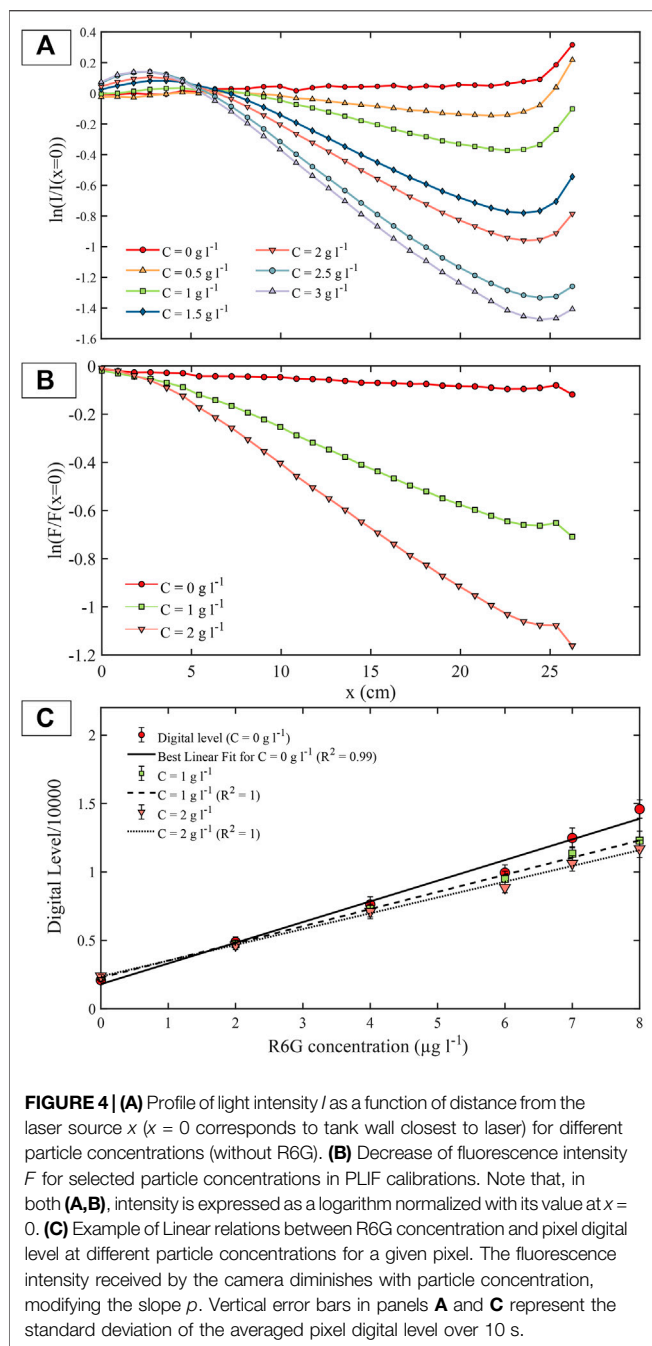 A
0.4
0.2
0
-0.2
-0.4
-0.6
-0.8
-1
-1.2
-1.4
-1.6
ln(I/I(x=0))
C = 0 g l⁻¹
C = 0.5 g l⁻¹
C = 1 g l⁻¹
C = 1.5 g l⁻¹
C = 2 g l⁻¹
C = 2.5 g l⁻¹
C = 3 g l⁻¹
0 5 10 15 20 25
B
0
-0.2
-0.4
-0.6
-0.8
-1
-1.2
ln(F/F(x=0))
C = 0 g l⁻¹
C = 1 g l⁻¹
C = 2 g l⁻¹
0 5 10 15 20 25
x (cm)
C
2
1.5
1
0.5
0
Digital Level/10000
Digital level (C = 0 g l⁻¹)
Best Linear Fit for C = 0 g l⁻¹ (R² = 0.99)
C = 1 g l⁻¹
C = 1 g l⁻¹ (R² = 1)
C = 2 g l⁻¹
C = 2 g l⁻¹ (R² = 1)
0 1 2 3 4 5 6 7 8
R6G concentration (µg l⁻¹)
FIGURE 4 | (A) Profile of light intensity I as a function of distance from the
laser source x (x = 0 corresponds to tank wall closest to laser) for different
particle concentrations (without R6G). (B) Decrease of fluorescence intensity
F for selected particle concentrations in PLIF calibrations. Note that, in
both (A,B), intensity is expressed as a logarithm normalized with its value at x =
0. (C) Example of Linear relations between R6G concentration and pixel digital
level at different particle concentrations for a given pixel. The fluorescence
intensity received by the camera diminishes with particle concentration,
modifying the slope p. Vertical error bars in panels A and C represent the
standard deviation of the averaged pixel digital level over 10 s.